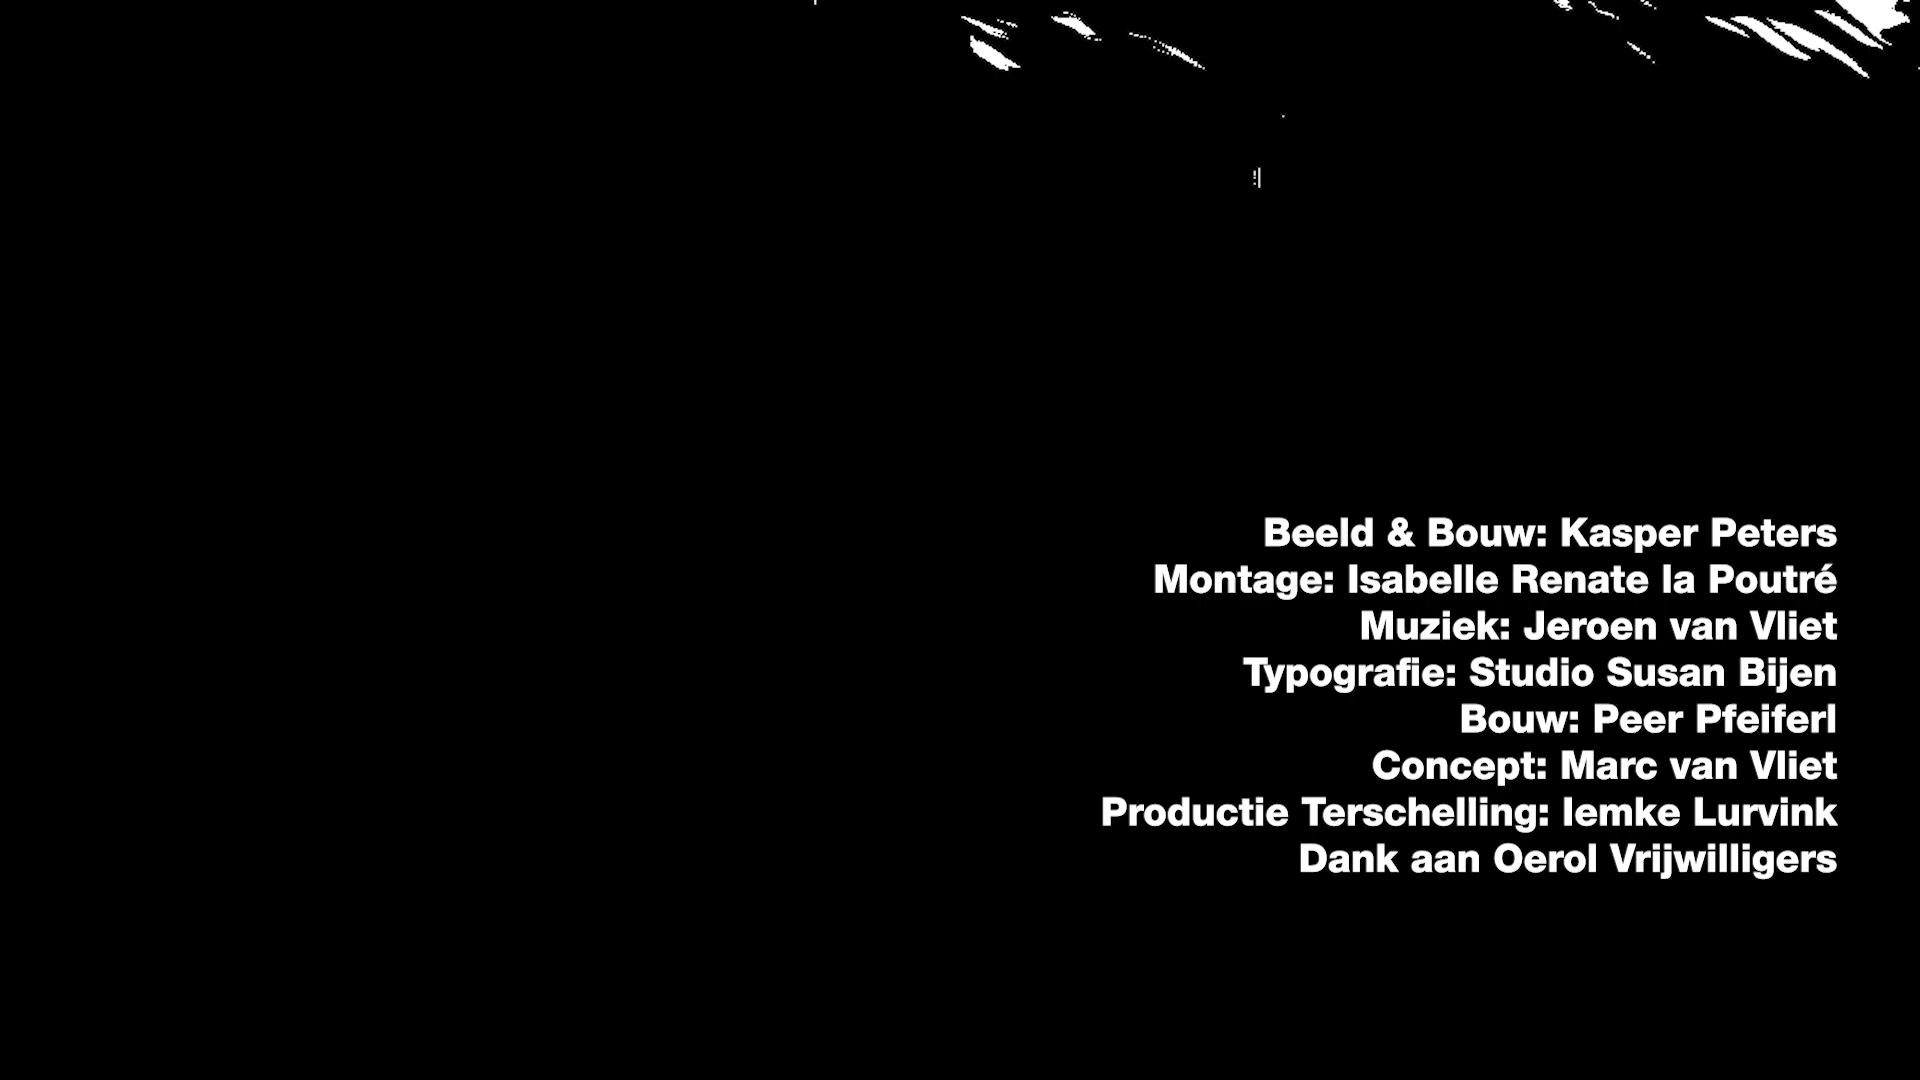 Beeld & Bouw: Kasper Peters
Montage: Isabelle Renate la Poutré
Muziek: Jeroen van Vliet
Typografie: Studio Susan Bijen
Bouw: Peer Pfeiferl
Concept: Marc van Vliet
Productie Terschelling: Iemke Lurvink
Dank aan Oerol Vrijwilligers